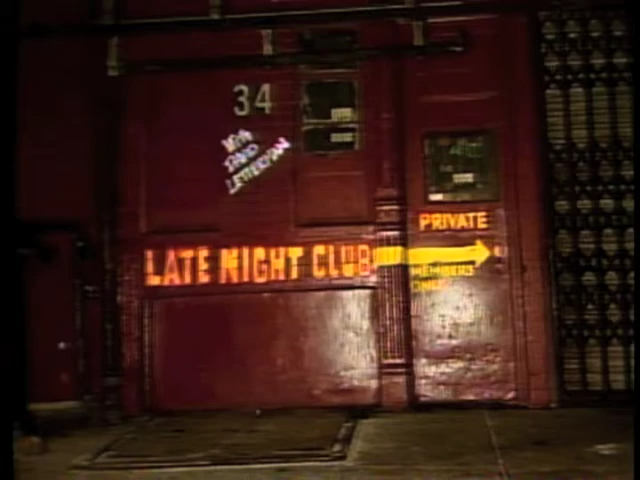 34
WITH
DAVID
LETTERMAN
PRIVATE
LATE NIGHT CLUB
MEMBERS
ONLY